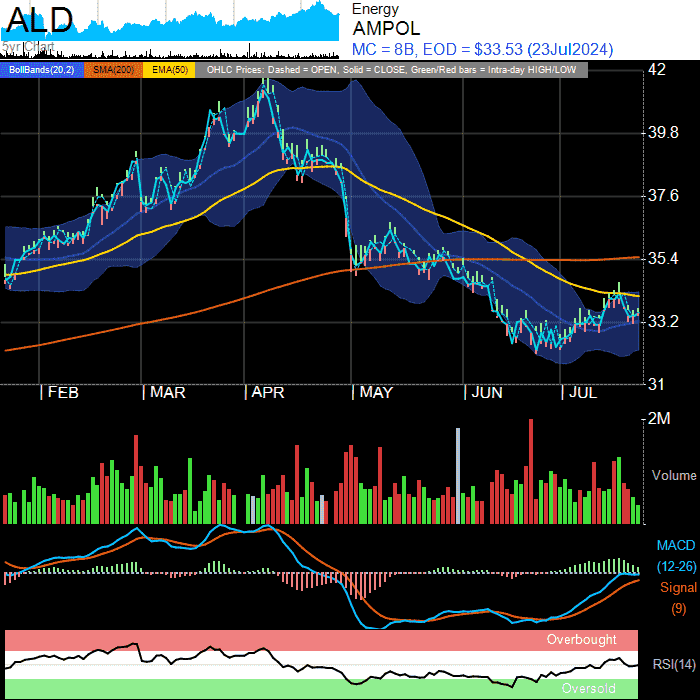 ALD
5yr Chart
Energy
AMPOL
MC = 8B, EOD = $33.53 (23Jul2024)
BollBands(20,2) SMA(200) EMA(50) OHLC Prices: Dashed = OPEN, Solid = CLOSE, Green/Red bars = Intra-day HIGH/LOW
42
39.8
37.6
35.4
33.2
31
| FEB | MAR | APR | MAY | JUN | JUL
2M
Volume
MACD
(12-26)
Signal
(9)
Overbought
RSI(14)
Oversold